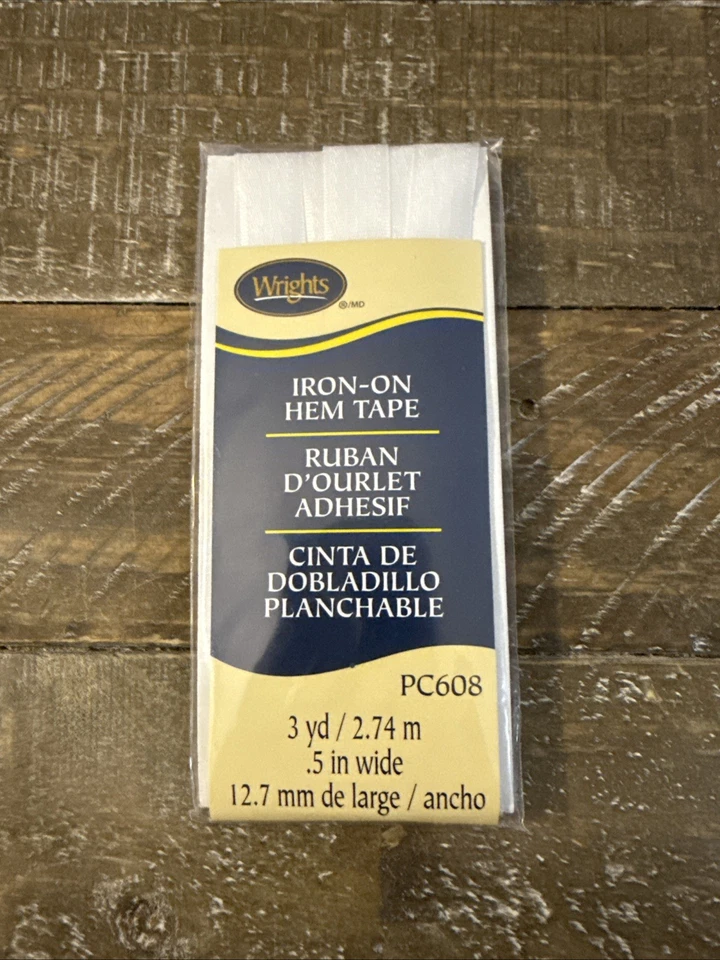 Wrights
®/MD
IRON-ON
HEM TAPE
RUBAN
D'OURLET
ADHESIF
CINTA DE
DOBLADILLO
PLANCHABLE
PC608
3 yd / 2.74 m
.5 in wide
12.7 mm de large / ancho